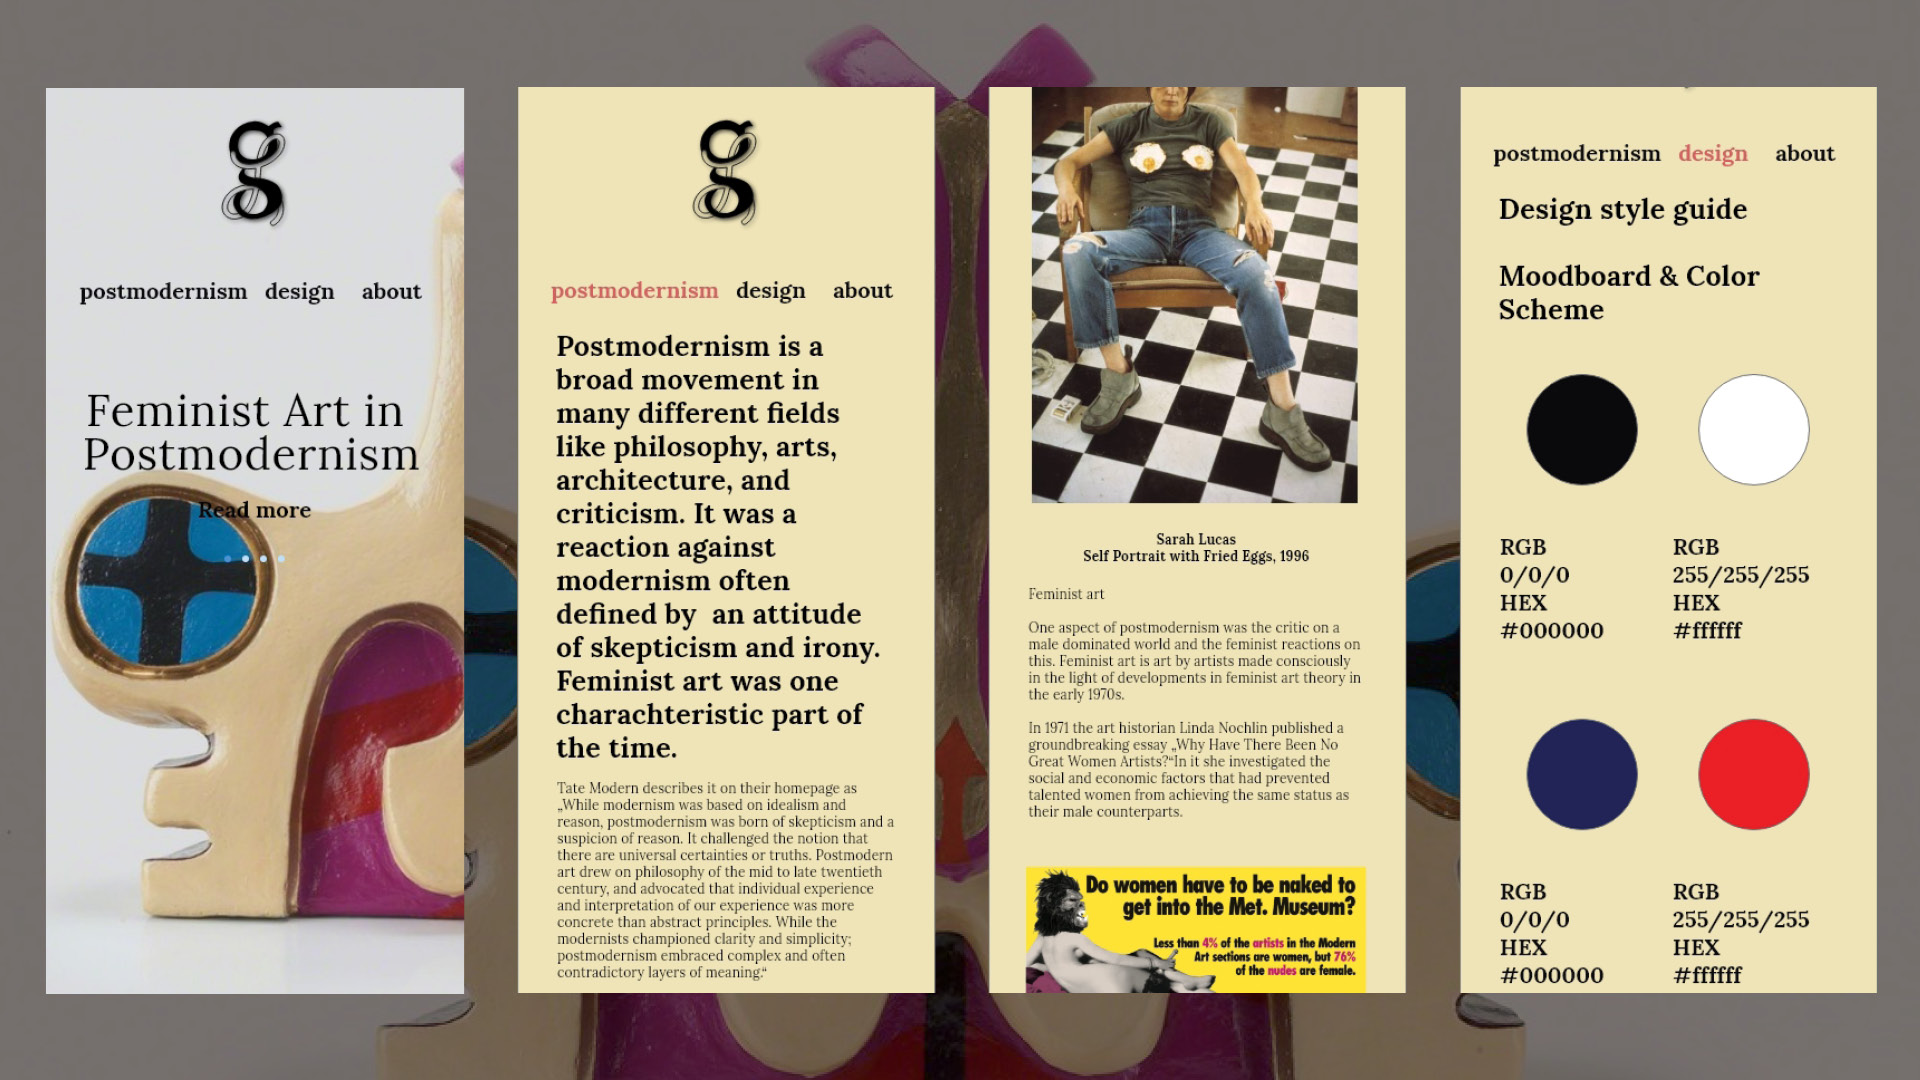 g
postmodernism design about
Feminist Art in
Postmodernism
Read more
g
postmodernism design about
Postmodernism is a
broad movement in
many different fields
like philosophy, arts,
architecture, and
criticism. It was a
reaction against
modernism often
defined by  an attitude
of skepticism and irony.
Feminist art was one
charachteristic part of
the time.
Tate Modern describes it on their homepage as
„While modernism was based on idealism and
reason, postmodernism was born of skepticism and a
suspicion of reason. It challenged the notion that
there are universal certainties or truths. Postmodern
art drew on philosophy of the mid to late twentieth
century, and advocated that individual experience
and interpretation of our experience was more
concrete than abstract principles. While the
modernists championed clarity and simplicity;
postmodernism embraced complex and often
contradictory layers of meaning.“
Sarah Lucas
Self Portrait with Fried Eggs, 1996
Feminist art
One aspect of postmodernism was the critic on a
male dominated world and the feminist reactions on
this. Feminist art is art by artists made consciously
in the light of developments in feminist art theory in
the early 1970s.
In 1971 the art historian Linda Nochlin published a
groundbreaking essay „Why Have There Been No
Great Women Artists?“In it she investigated the
social and economic factors that had prevented
talented women from achieving the same status as
their male counterparts.
Do women have to be naked to
get into the Met. Museum?
Less than 4% of the artists in the Modern
Art sections are women, but 76%
of the nudes are female.
postmodernism design about
Design style guide
Moodboard & Color
Scheme
RGB
0/0/0
HEX
#000000
RGB
255/255/255
HEX
#ffffff
RGB
0/0/0
HEX
#000000
RGB
255/255/255
HEX
#ffffff